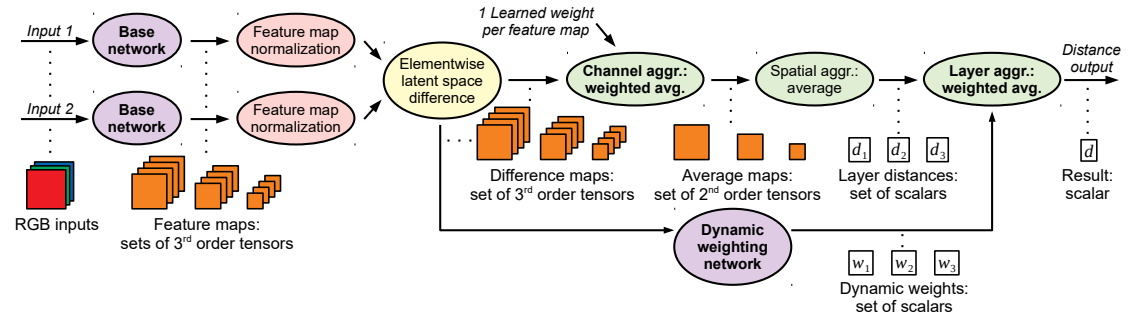 Input 1
Base
network
Feature map
normalization
Input 2
Base
network
Feature map
normalization
Elementwise
latent space
difference
1 Learned weight
per feature map
Channel aggr.:
weighted avg.
Spatial aggr.:
average
Layer aggr.:
weighted avg.
Distance
output
RGB inputs
Feature maps:
sets of 3rd order tensors
Difference maps:
set of 3rd order tensors
Average maps:
set of 2nd order tensors
d1 d2 d3
Layer distances:
set of scalars
d
Result:
scalar
Dynamic
weighting
network
w1 w2 w3
Dynamic weights:
set of scalars